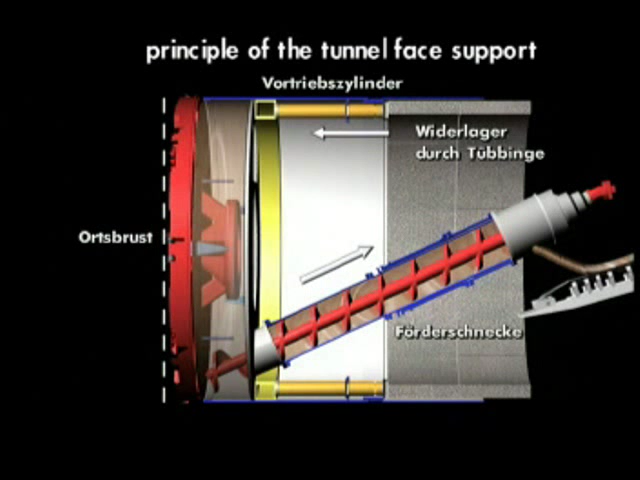 principle of the tunnel face support
Vortriebszylinder
Widerlager
durch Tübbinge
Ortsbrust
Förderschnecke